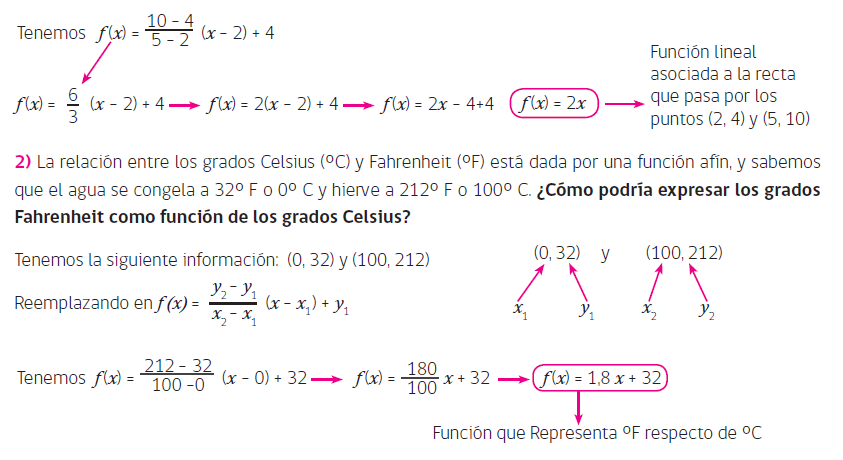 Tenemos f(x) = \frac{10 - 4}{5 - 2} (x - 2) + 4
f(x) = \frac{6}{3} (x - 2) + 4 → f(x) = 2(x - 2) + 4 → f(x) = 2x - 4+4 f(x) = 2x →
Función lineal
asociada a la recta
que pasa por los
puntos (2, 4) y (5, 10)
2) La relación entre los grados Celsius (ºC) y Fahrenheit (ºF) está dada por una función afín, y sabemos
que el agua se congela a 32º F o 0º C y hierve a 212º F o 100º C. ¿Cómo podría expresar los grados
Fahrenheit como función de los grados Celsius?
Tenemos la siguiente información: (0, 32) y (100, 212)
(0, 32) y (100, 212)
x₁ y₁ x₂ y₂
Reemplazando en f(x) = \frac{y₂ - y₁}{x₂ - x₁} (x - x₁) + y₁
Tenemos f(x) = \frac{212 - 32}{100 -0} (x - 0) + 32 → f(x) = \frac{180}{100} x + 32 → f(x) = 1,8 x + 32
Función que Representa ºF respecto de ºC